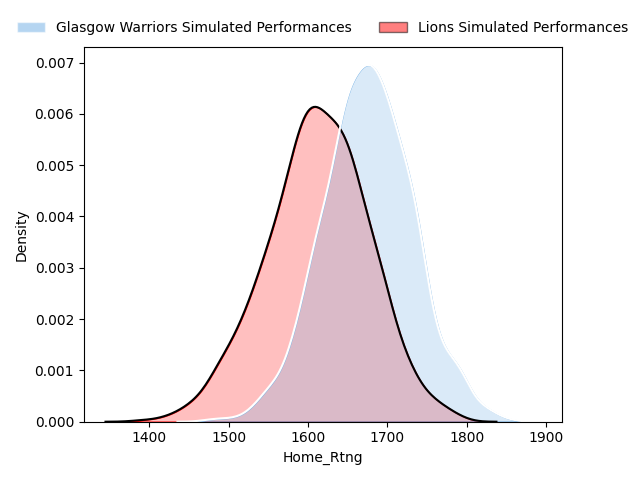 Glasgow Warriors Simulated Performances Lions Simulated Performances
0.007
0.006
0.005
0.004
0.003
0.002
0.001
0.000
Density
1400 1500 1600 1700 1800 1900
Home_Rtng